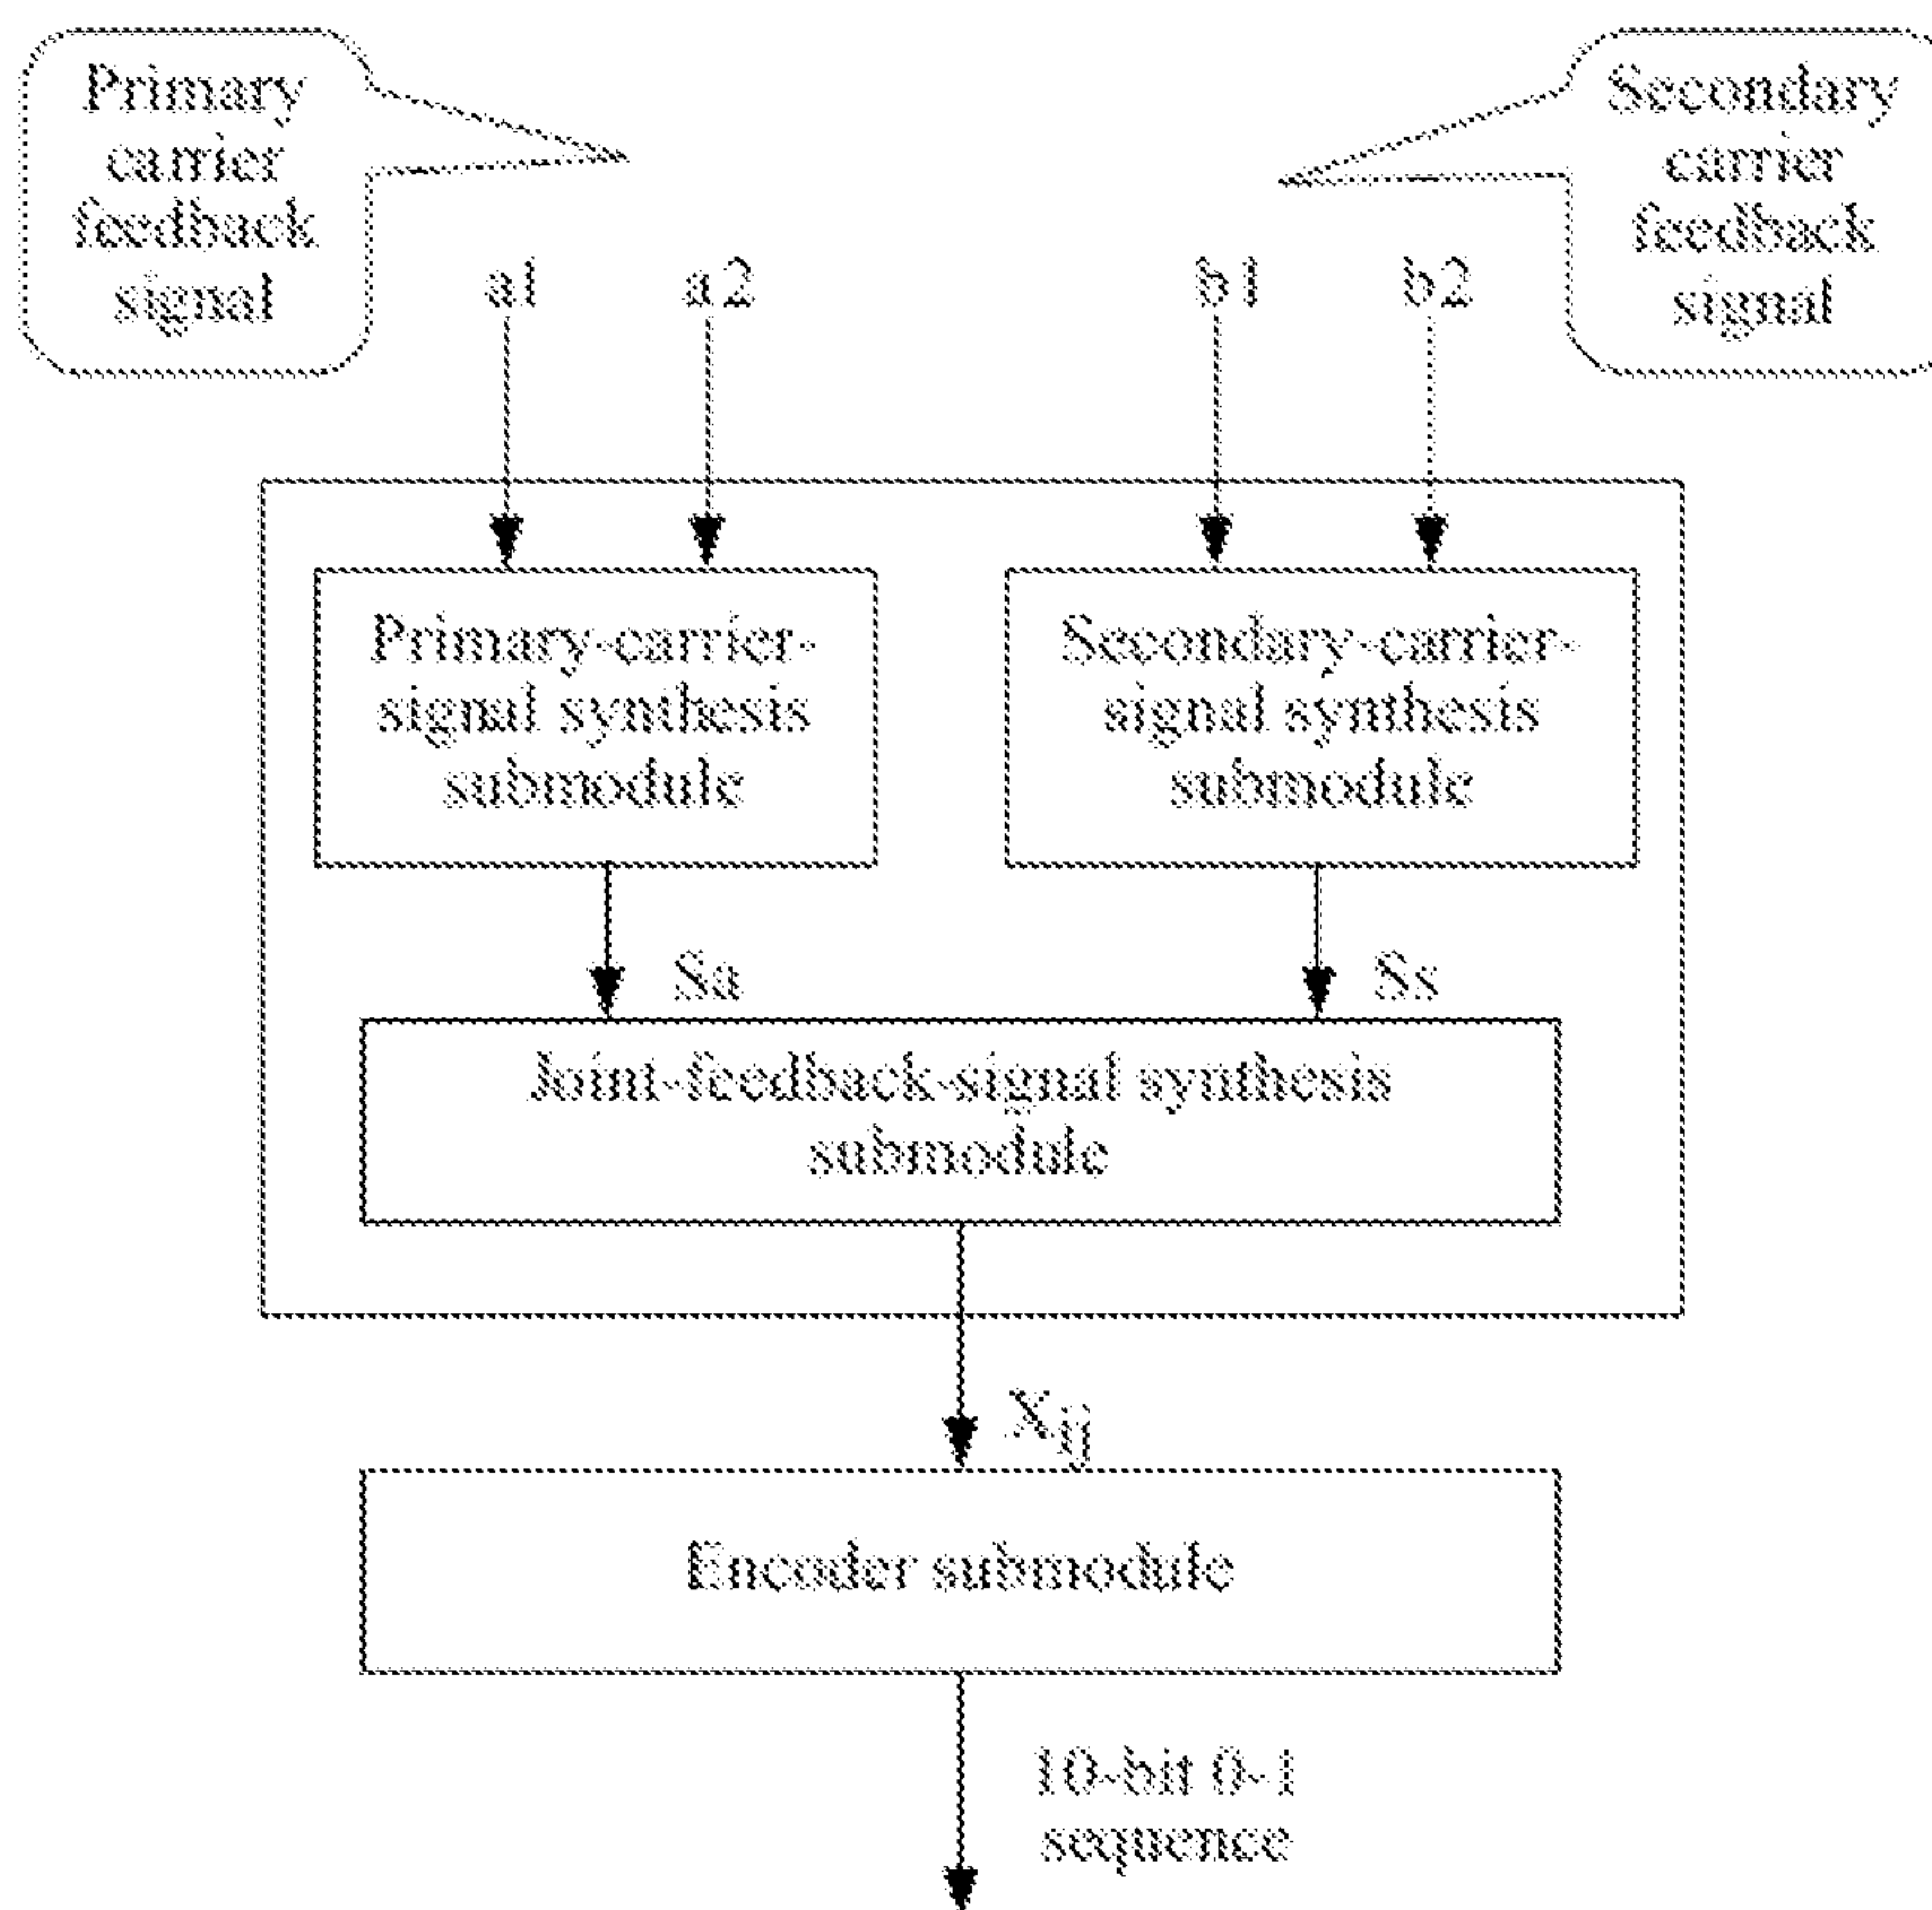 Primary
carrier
feedback
signal
Secondary
carrier
feedback
signal
a1 a2 b1 b2
Primary-carrier-
signal synthesis
submodule
Secondary-carrier-
signal synthesis
submodule
Sa Ss
Joint-feedback-signal synthesis
submodule
Xij
Encoder submodule
10-bit 0-1
sequence